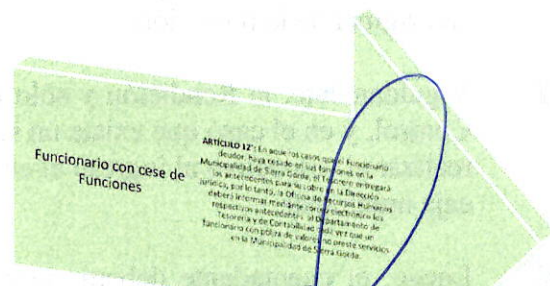 Funcionario con cese de
Funciones
ARTÍCULO 12°: En aquellos casos que el Funcionario
deudor, haya cesado en sus funciones en la
Municipalidad de Sierra Gorda, el Tesorero entregará
los antecedentes para su cobro en la Dirección
Jurídica, por lo tanto, la Oficina de Recursos Humanos
deberá informar mediante correo electrónico los
respectivos antecedentes al Departamento de
Tesorería y de Contabilidad cada vez que un
funcionario con póliza de valores no preste servicios
en la Municipalidad de Sierra Gorda.